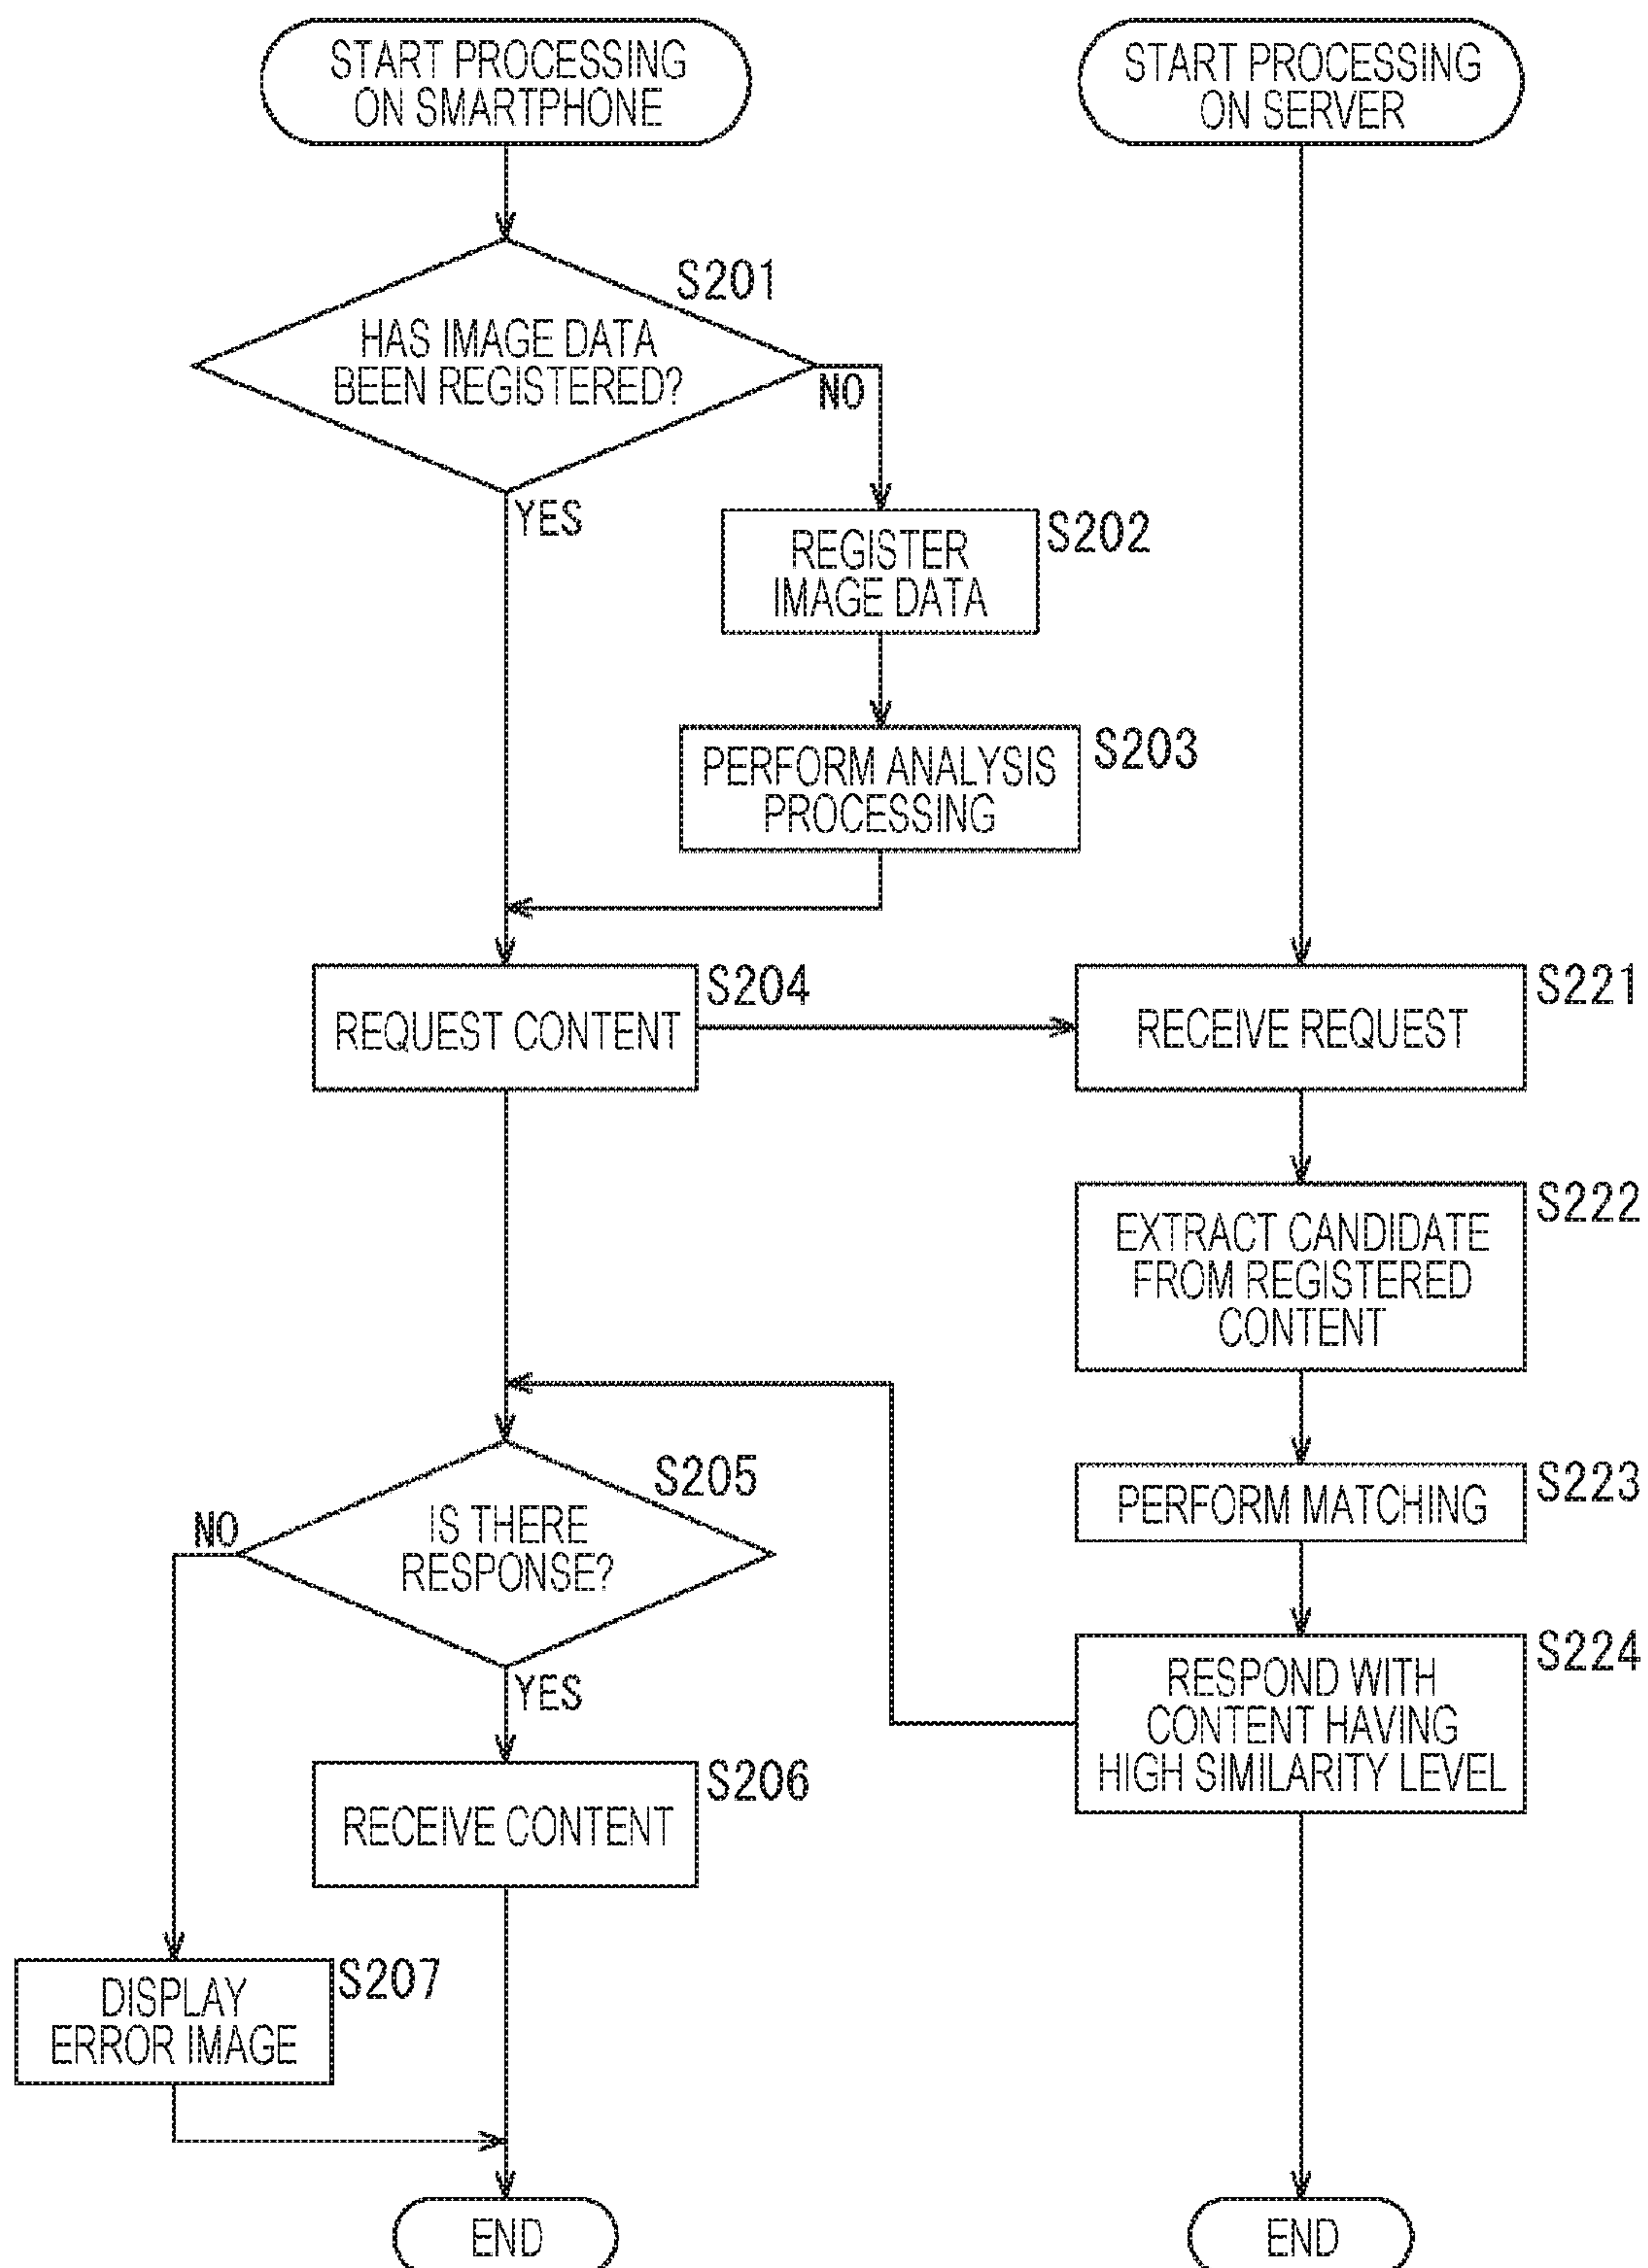 START PROCESSING
ON SMARTPHONE
START PROCESSING
ON SERVER
S201
HAS IMAGE DATA
BEEN REGISTERED?
NO
YES
S202
REGISTER
IMAGE DATA
S203
PERFORM ANALYSIS
PROCESSING
S204
REQUEST CONTENT
S221
RECEIVE REQUEST
S222
EXTRACT CANDIDATE
FROM REGISTERED
CONTENT
S205
IS THERE
RESPONSE?
NO
YES
S223
PERFORM MATCHING
S224
RESPOND WITH
CONTENT HAVING
HIGH SIMILARITY LEVEL
S206
RECEIVE CONTENT
S207
DISPLAY
ERROR IMAGE
END
END